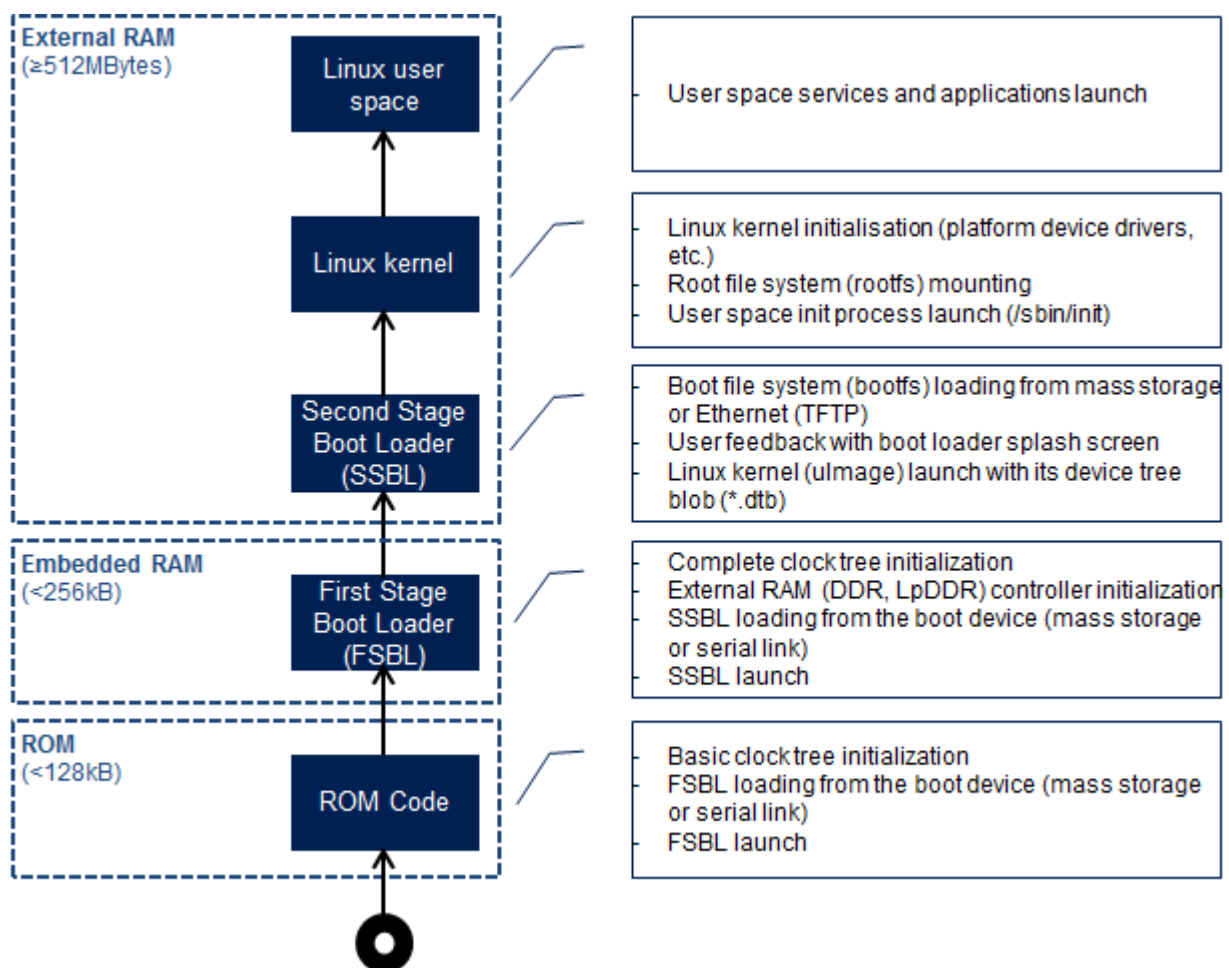 External RAM
(≥512MBytes)
Linux user
space
- User space services and applications launch
Linux kernel
- Linux kernel initialisation (platform device drivers,
etc.)
- Root file system (rootfs) mounting
- User space init process launch (/sbin/init)
Second Stage
Boot Loader
(SSBL)
- Boot file system (bootfs) loading from mass storage
or Ethernet (TFTP)
- User feedback with boot loader splash screen
- Linux kernel (uImage) launch with its device tree
blob (*.dtb)
Embedded RAM
(<256kB)
First Stage
Boot Loader
(FSBL)
- Complete clock tree initialization
- External RAM (DDR, LpDDR) controller initialization
- SSBL loading from the boot device (mass storage
or serial link)
- SSBL launch
ROM
(<128kB)
ROM Code
- Basic clock tree initialization
- FSBL loading from the boot device (mass storage
or serial link)
- FSBL launch